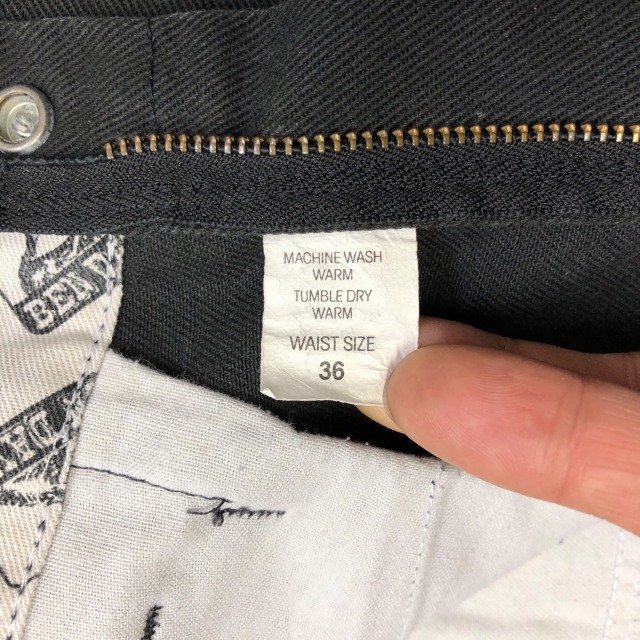 MACHINE WASH
WARM
TUMBLE DRY
WARM
WAIST SIZE
36
BEN